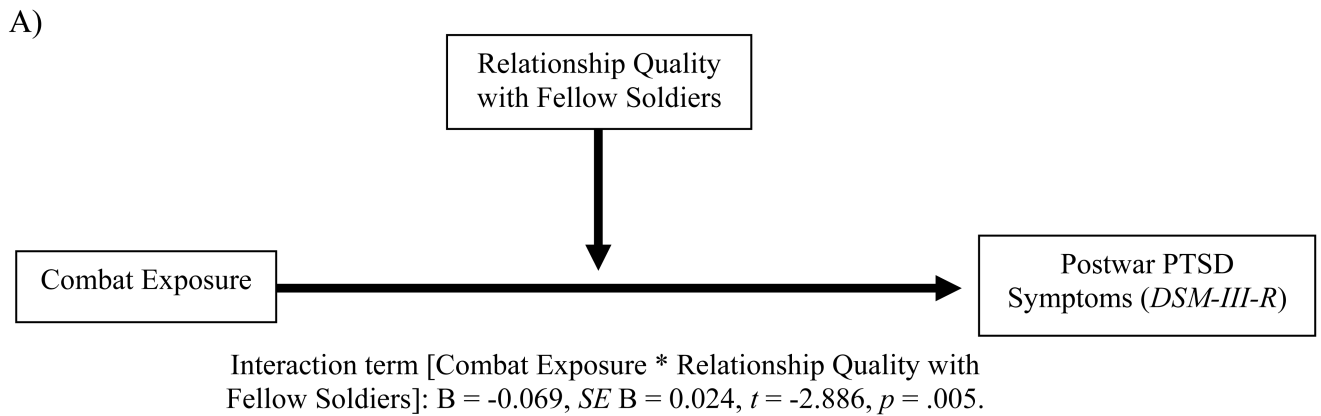 A)
Relationship Quality
with Fellow Soldiers
Combat Exposure
Postwar PTSD
Symptoms (DSM-III-R)
Interaction term [Combat Exposure * Relationship Quality with
Fellow Soldiers]: B = -0.069, SE B = 0.024, t = -2.886, p = .005.